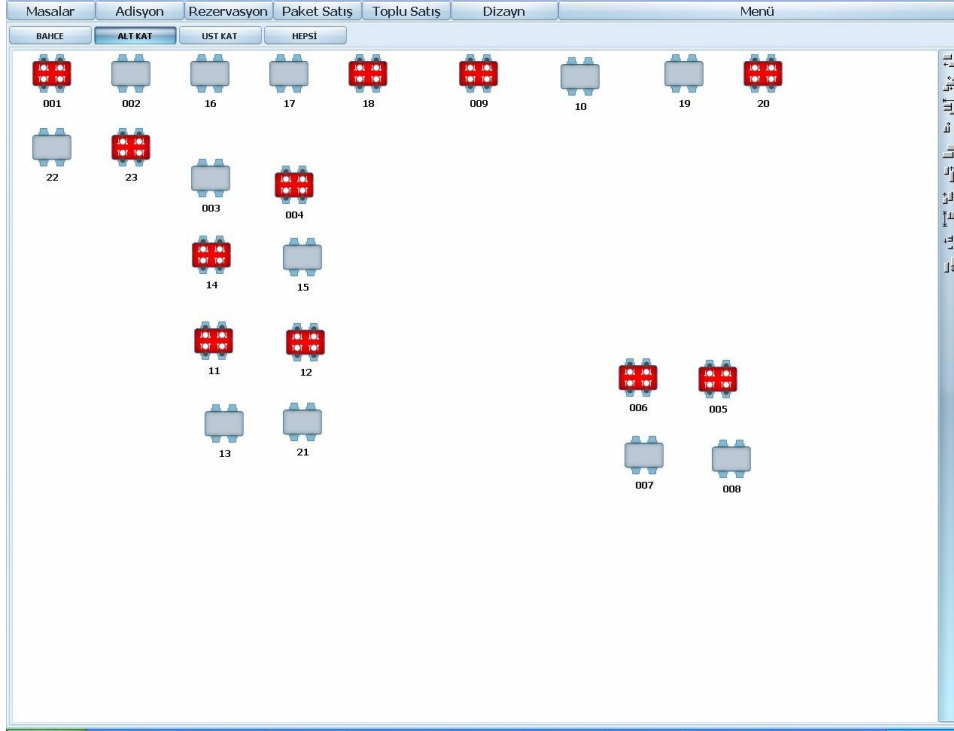 Masalar Adisyon Rezervasyon Paket Satış Toplu Satış Dizayn Menü
BAHCE ALT KAT UST KAT HEPSİ
001 002 16 17 18 009 10 19 20
22 23
003 004
14 15
11 12
006 005
13 21
007 008